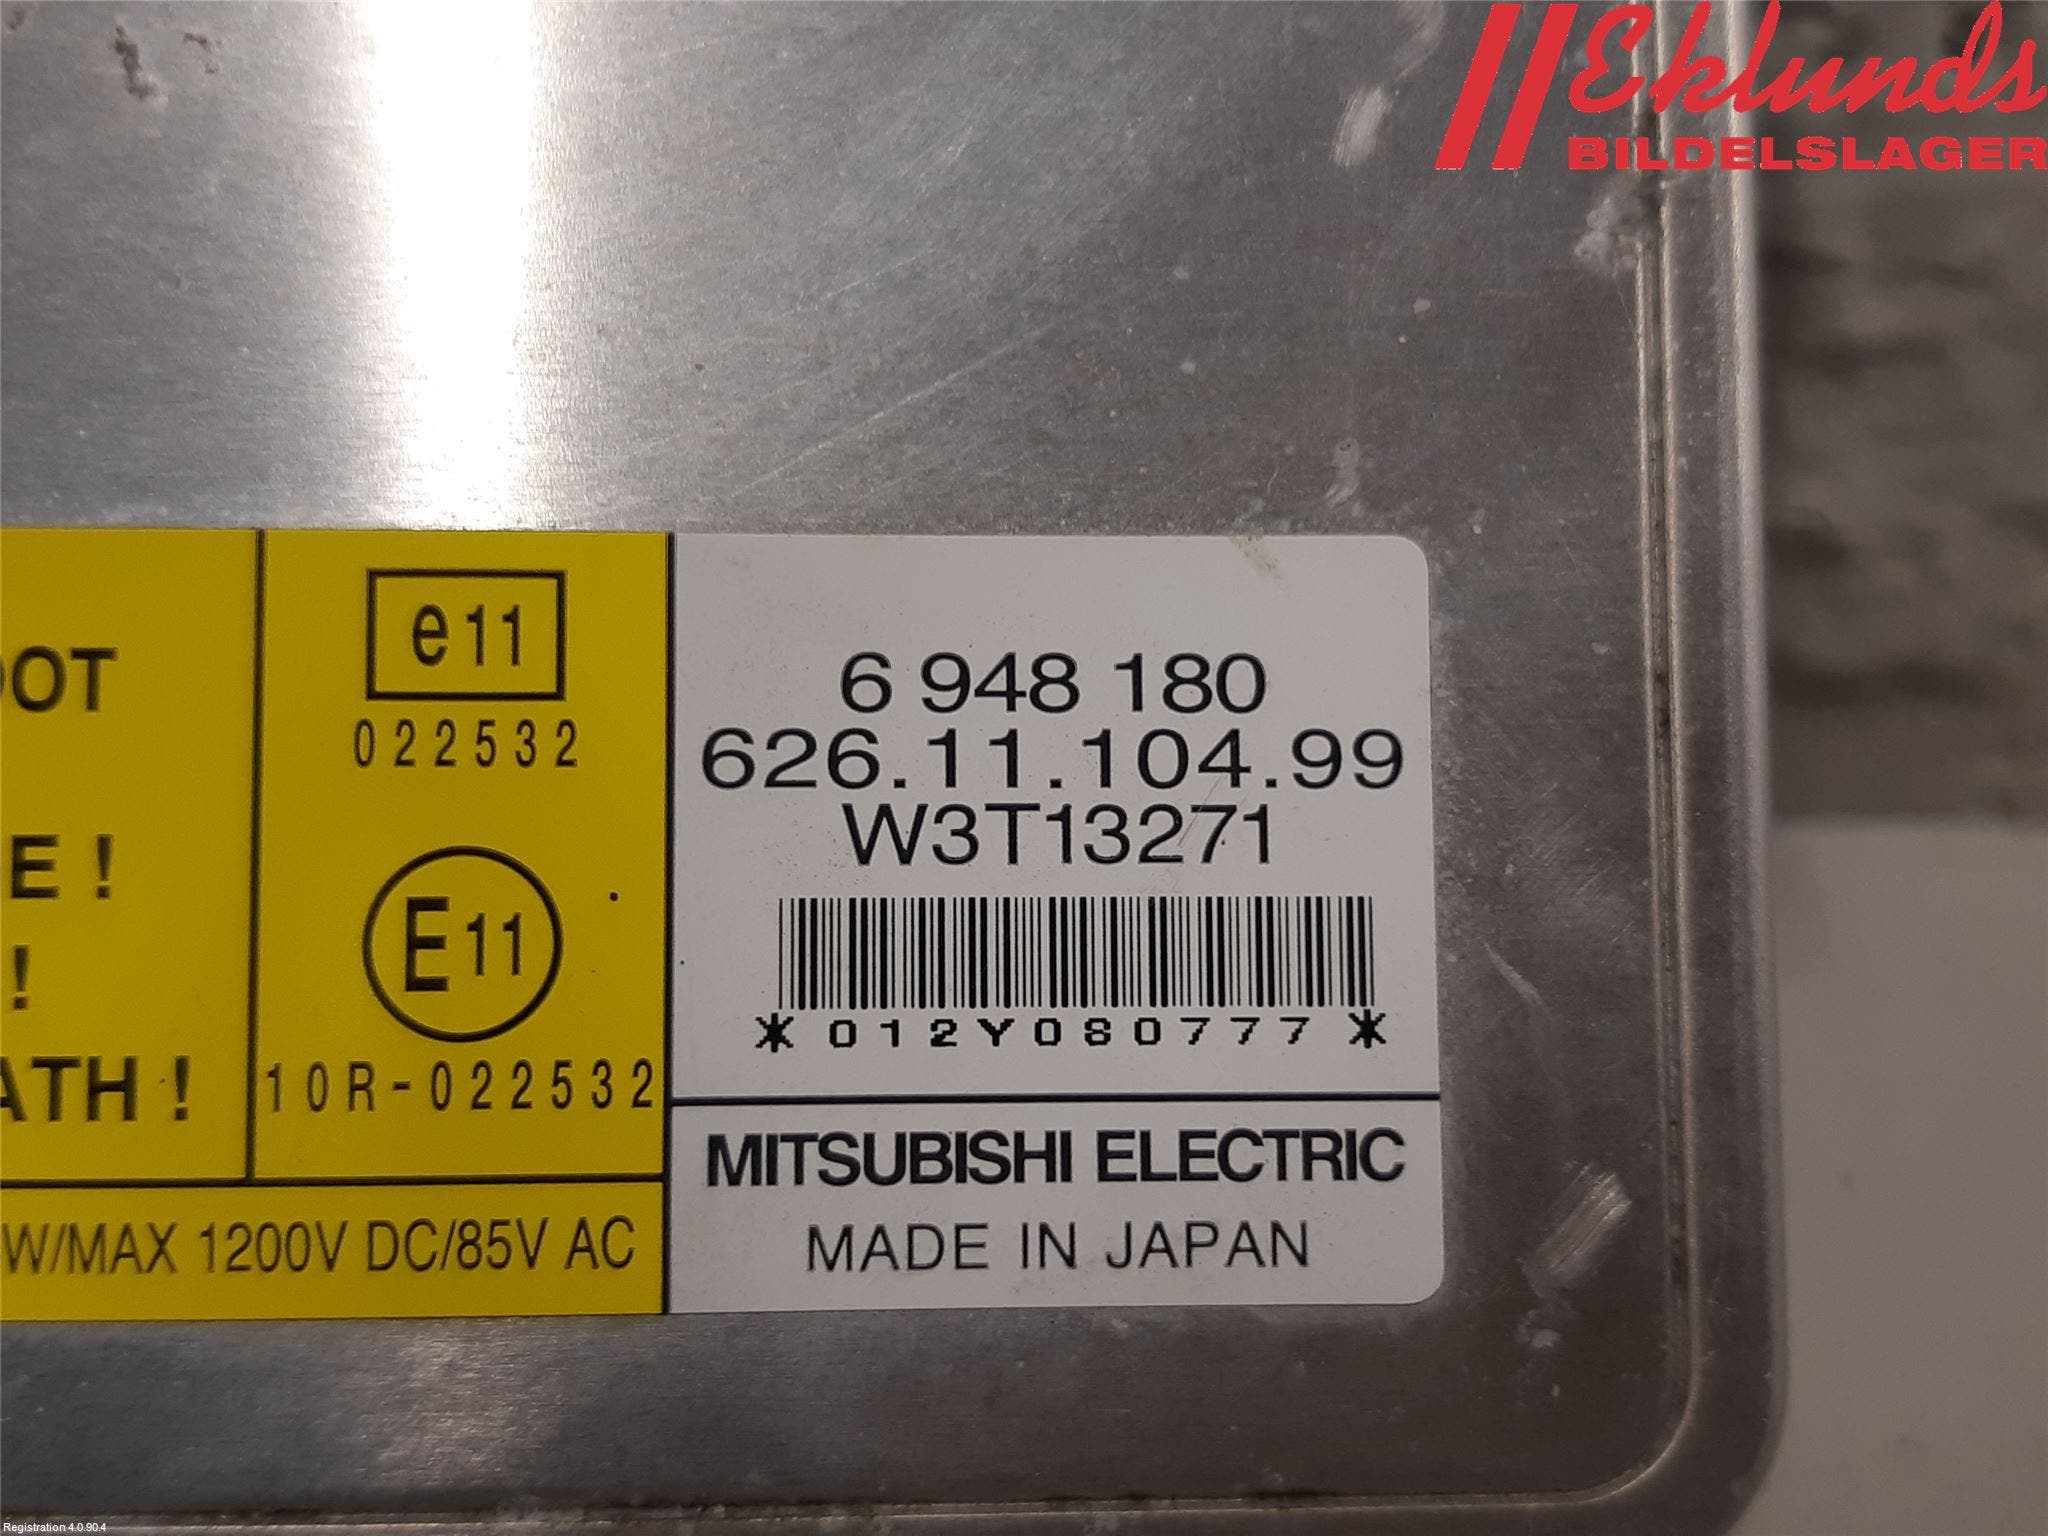 Eklunds
BILDELSLAGER
OT
E !
!
ATH !
e11
022532
E11
10R-022532
W/MAX 1200V DC/85V AC
6 948 180
626.11.104.99
W3T13271
*012Y080777*
MITSUBISHI ELECTRIC
MADE IN JAPAN
Registration 4.0.90.4